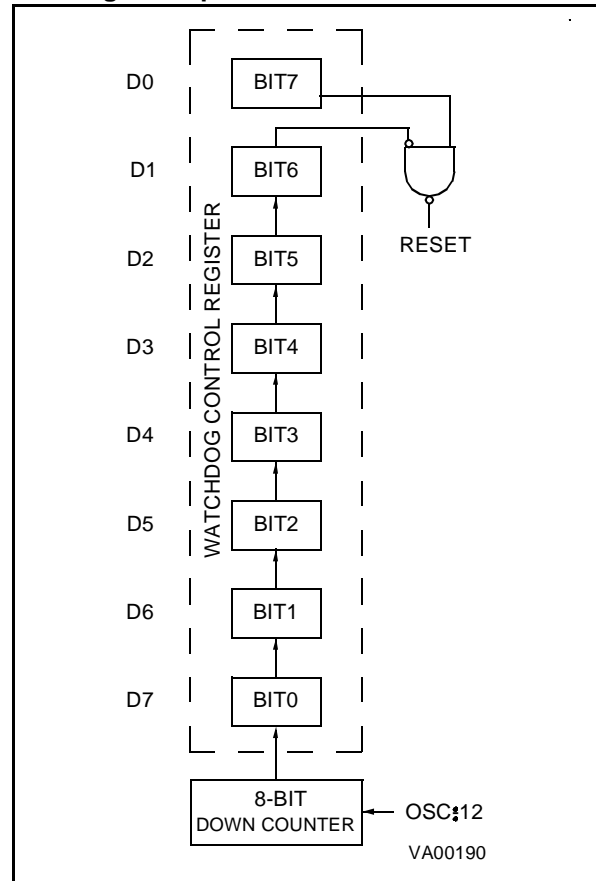 D0 BIT7
D1 BIT6
RESET
D2 BIT5
D3 BIT4
D4 BIT3
D5 BIT2
D6 BIT1
D7 BIT0
WATCHDOG CONTROL REGISTER
8-BIT
DOWN COUNTER
OSC:12
VA00190